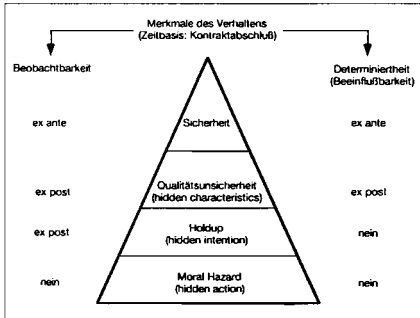 Merkmale des Verhaltens
(Zeitbasis: Kontraktabschluß)
Beobachtbarkeit
Determiniertheit
(Beeinflußbarkeit)
ex ante
Sicherheit
ex ante
ex post
Qualitätsunsicherheit
(hidden characteristics)
ex post
ex post
Holdup
(hidden intention)
nein
nein
Moral Hazard
(hidden action)
nein